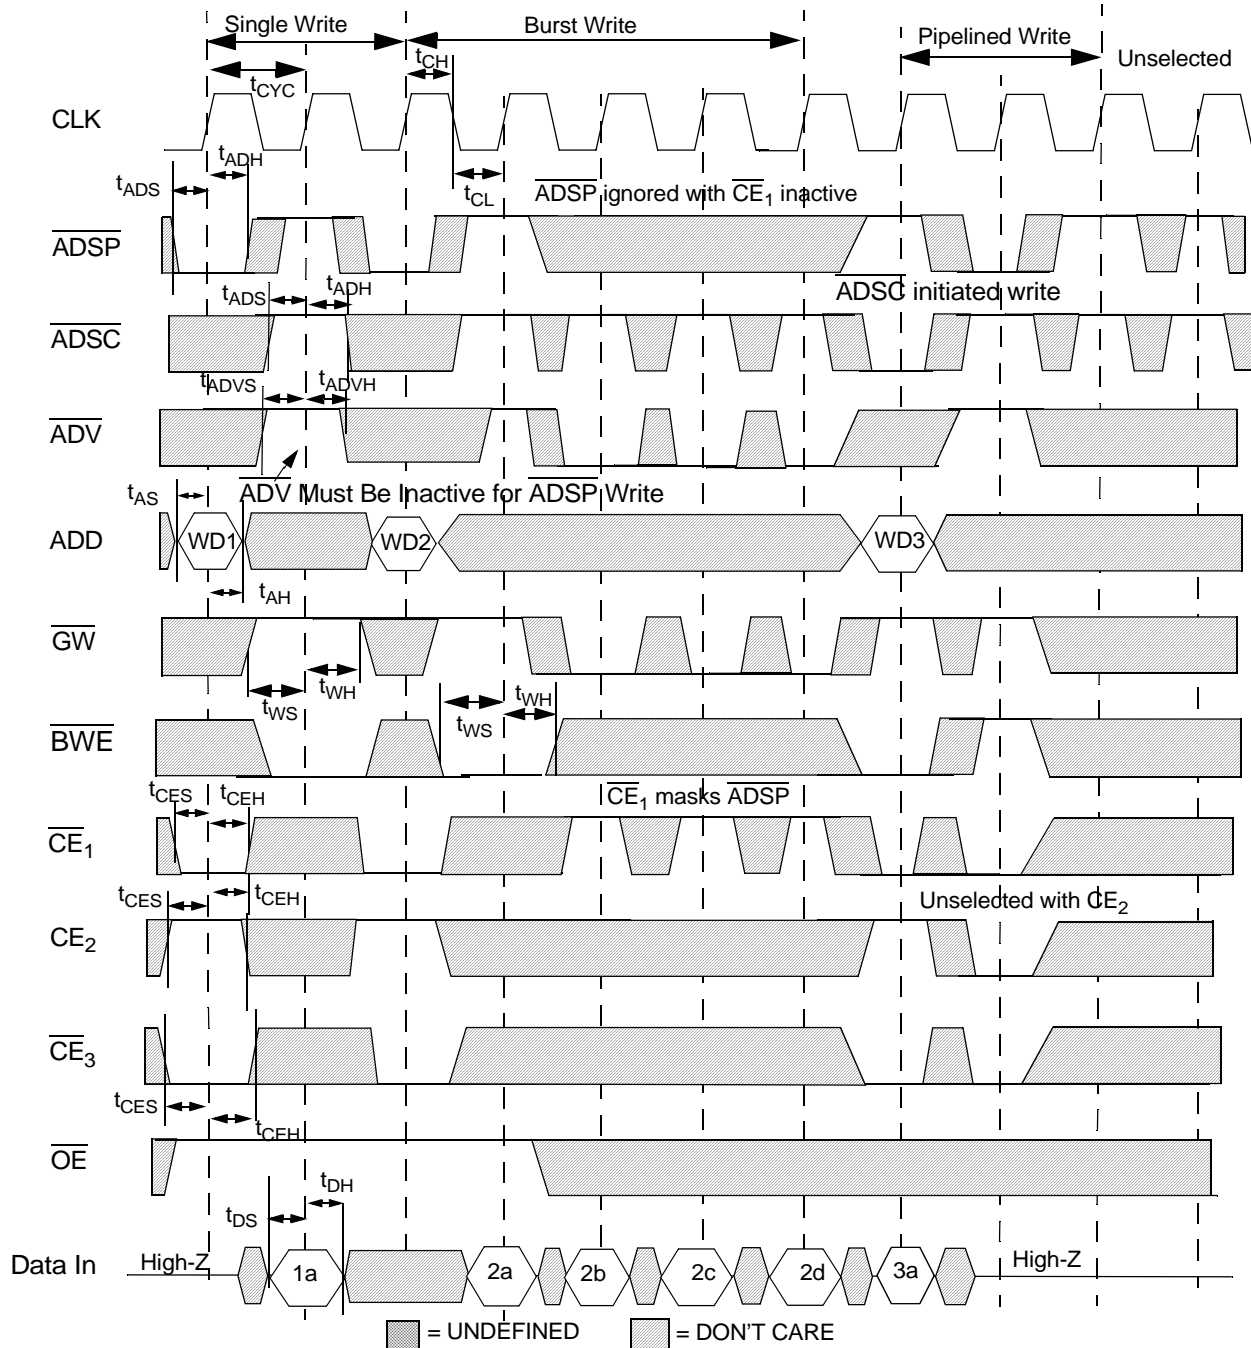 Single Write
Burst Write
Pipelined Write
Unselected
tCH
tCYC
CLK
tADH
tADS
tCL
ADSP ignored with CE1 inactive
ADSP
tADS
tADH
ADSC initiated write
ADSC
tADVS
tADVH
ADV
ADV Must Be Inactive for ADSP Write
tAS
ADD
WD1
WD2
WD3
tAH
GW
tWH
tWS
tWH
tWS
BWE
tCES
tCEH
CE1 masks ADSP
CE1
tCES
tCEH
Unselected with CE2
CE2
CE3
tCES
tCEH
OE
tDH
tDS
Data In
High-Z
1a
2a
2b
2c
2d
3a
High-Z
= UNDEFINED
= DON'T CARE